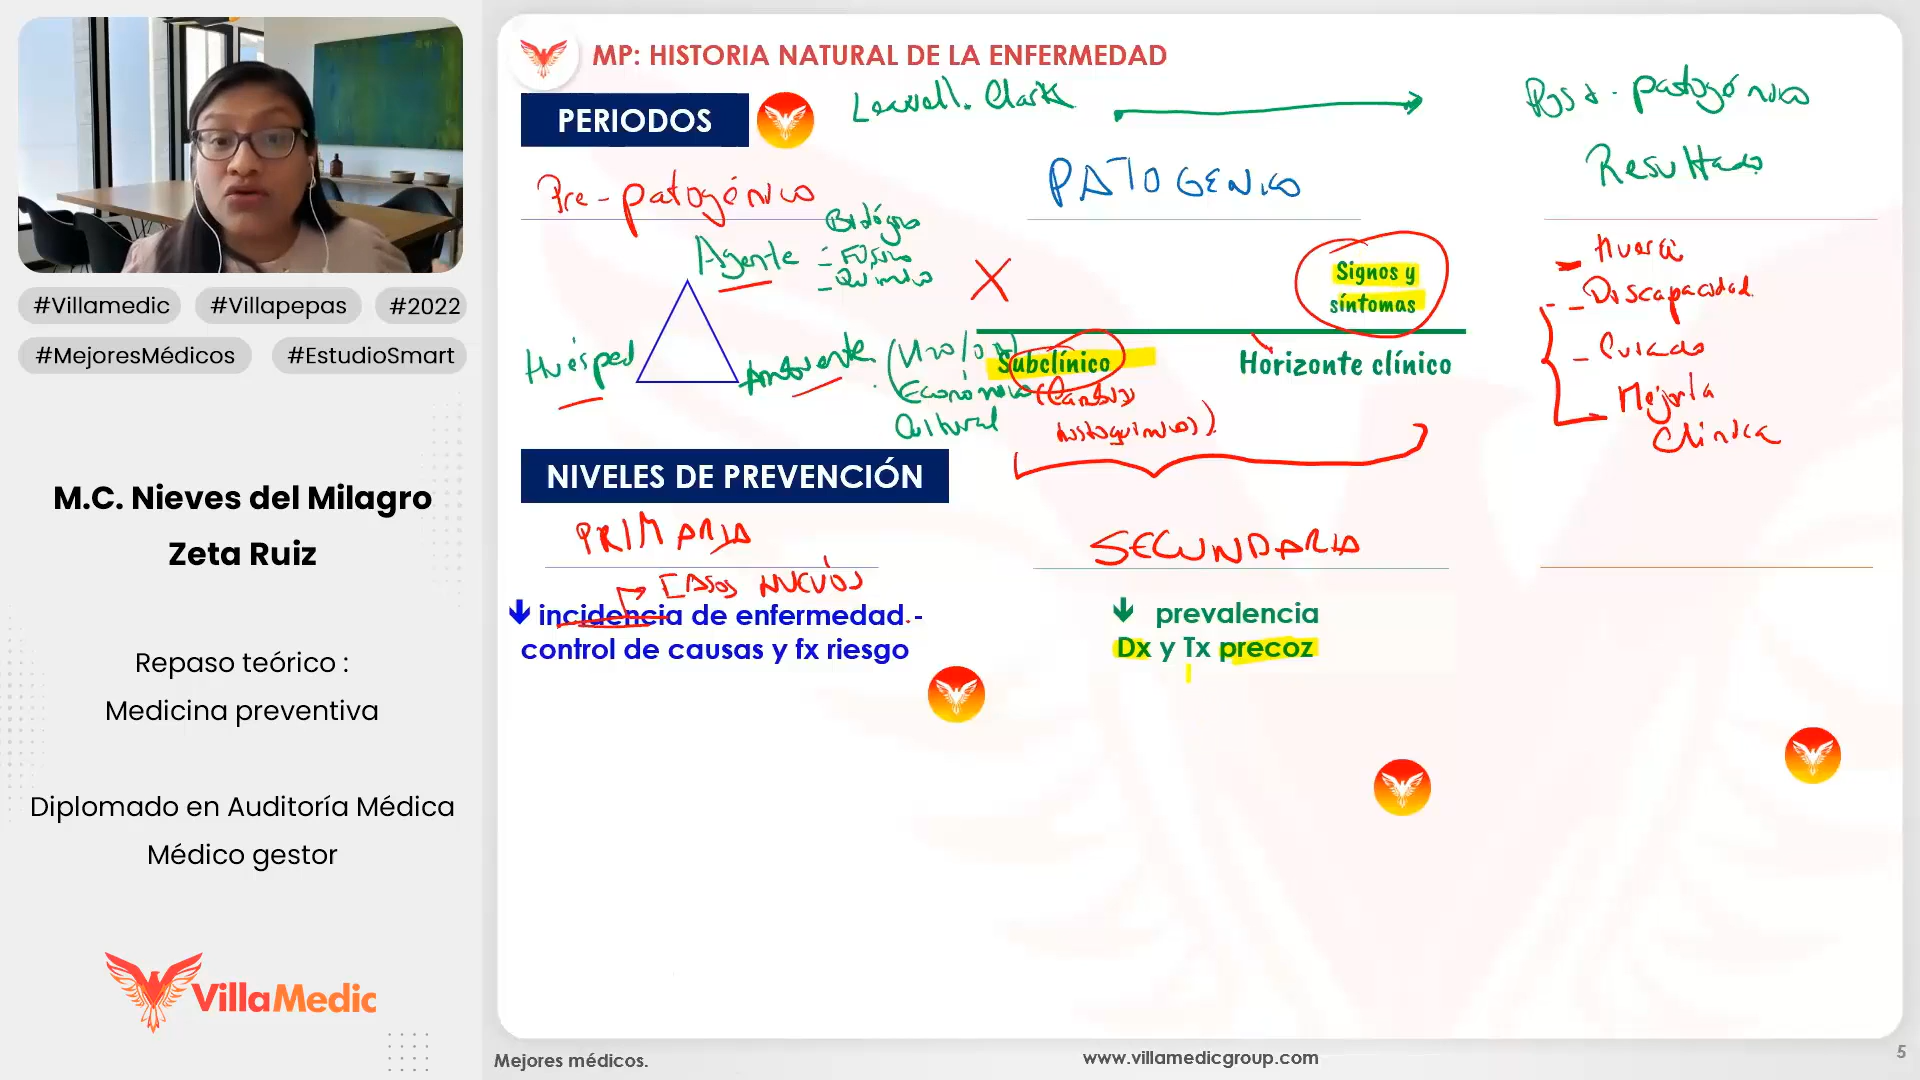 MP: HISTORIA NATURAL DE LA ENFERMEDAD
PERIODOS
Leavell. Clark
Post-patogénico
Resultado
Pre-patogénico
PATOGENICO
Agente
Biológico
- Físico
- Químico
Huésped
Ambiente
Económico
Cultural
Signos y
síntomas
Subclínico
Horizonte clínico
(Cambios
histoquímicos)
- Muerte
- Discapacidad
- Curado
- Mejoría
Clínica
NIVELES DE PREVENCIÓN
PRIMARIA
SECUNDARIA
CASOS NUEVOS
↓ incidencia de enfermedad.-
control de causas y fx riesgo
↓ prevalencia
Dx y Tx precoz
#Villamedic #Villapepas #2022
#MejoresMédicos #EstudioSmart
M.C. Nieves del Milagro
Zeta Ruiz
Repaso teórico :
Medicina preventiva
Diplomado en Auditoría Médica
Médico gestor
VillaMedic
Mejores médicos.
www.villamedicgroup.com
5